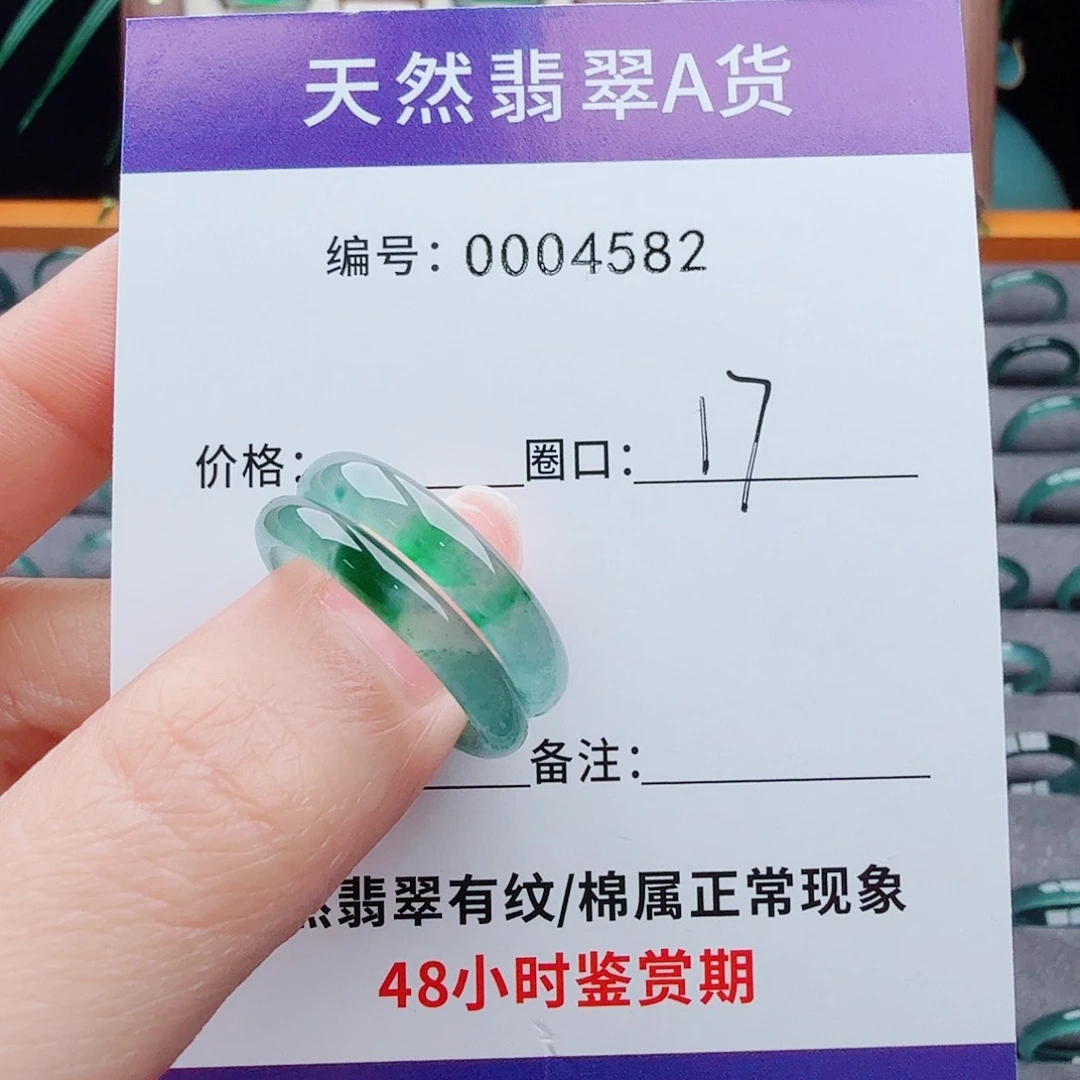 天然翡翠A货
编号：0004582
价格： 圈口：17
备注：
然翡翠有纹/棉属正常现象
48小时鉴赏期